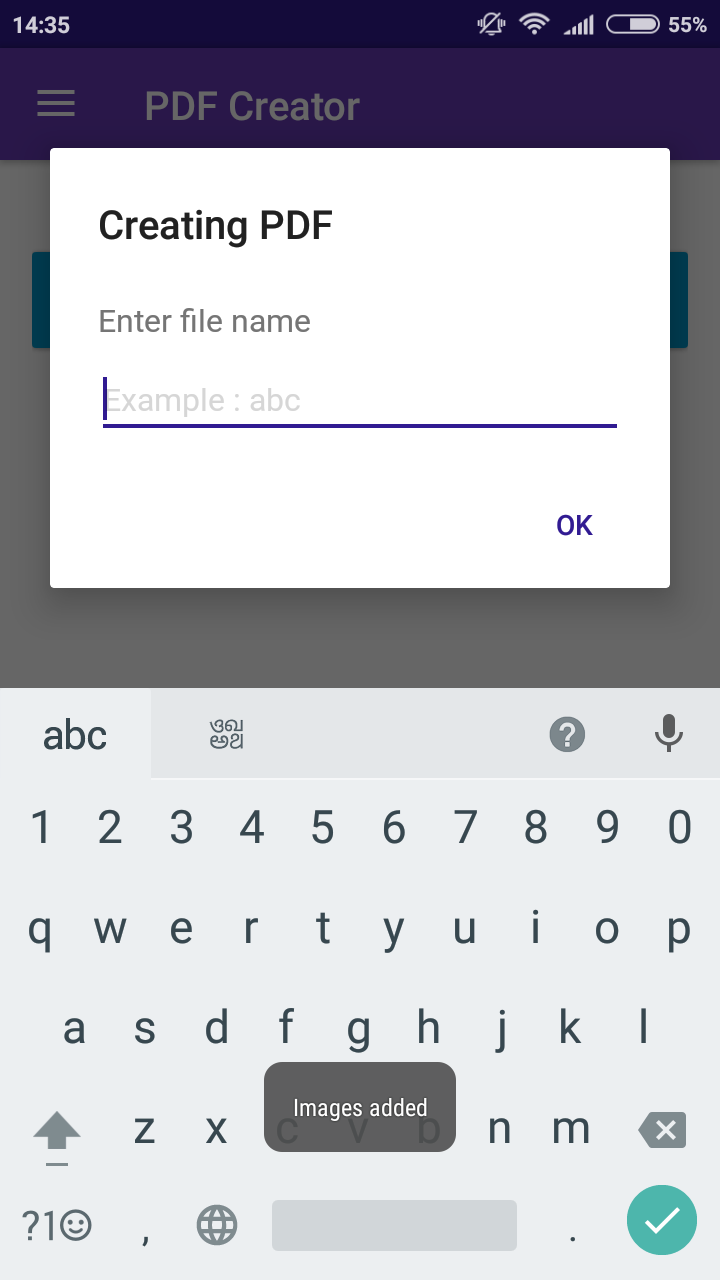 14:35 55%
PDF Creator
Creating PDF
Enter file name
Example : abc
OK
abc
1 2 3 4 5 6 7 8 9 0
q w e r t y u i o p
a s d f g h j k l
z x c v b n m
Images added
?1☺ , .